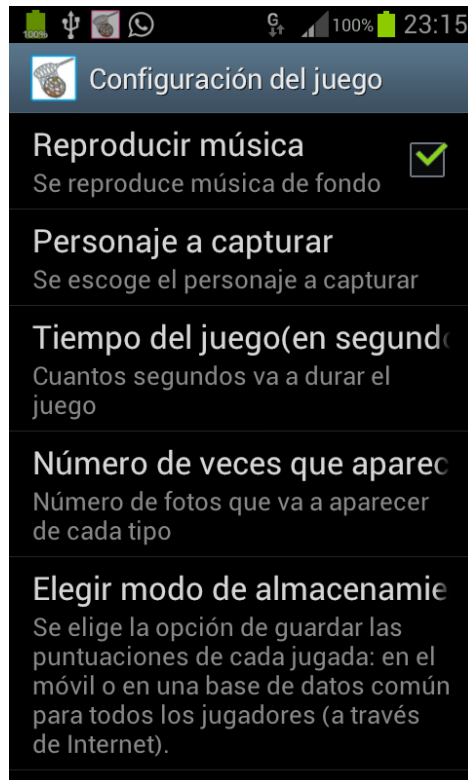 100% G 100% 23:15
Configuración del juego
Reproducir música
Se reproduce música de fondo
Personaje a capturar
Se escoge el personaje a capturar
Tiempo del juego(en segund
Cuantos segundos va a durar el
juego
Número de veces que aparec
Número de fotos que va a aparecer
de cada tipo
Elegir modo de almacenamie
Se elige la opción de guardar las
puntuaciones de cada jugada: en el
móvil o en una base de datos común
para todos los jugadores (a través
de Internet).